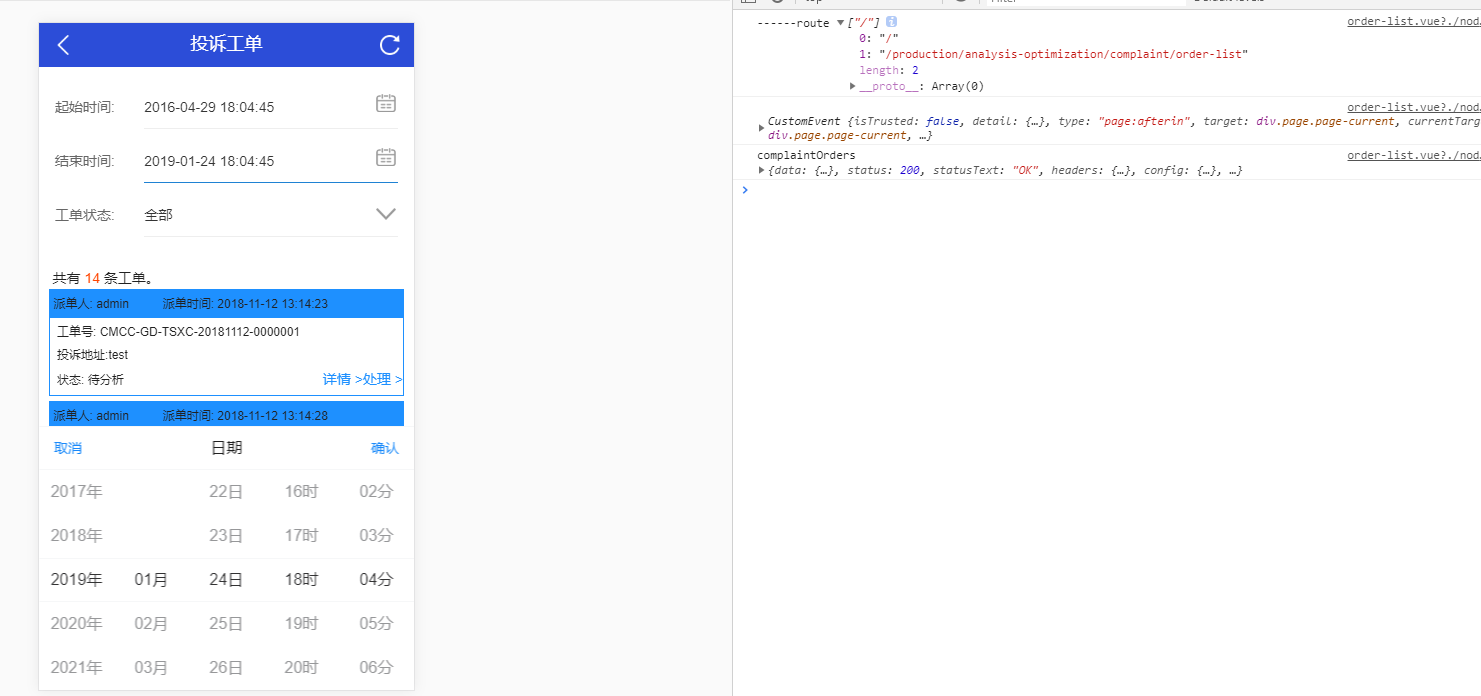 投诉工单
起始时间: 2016-04-29 18:04:45
结束时间: 2019-01-24 18:04:45
工单状态: 全部
共有 14 条工单。
派单人: admin 派单时间: 2018-11-12 13:14:23
工单号: CMCC-GD-TSXC-20181112-0000001
投诉地址:test
状态: 待分析 详情 >处理 >
派单人: admin 派单时间: 2018-11-12 13:14:28
取消 日期 确认
2017年 22日 16时 02分
2018年 23日 17时 03分
2019年 01月 24日 18时 04分
2020年 02月 25日 19时 05分
2021年 03月 26日 20时 06分
------route ▼["/"] i order-list.vue?./nod
0: "/"
1: "/production/analysis-optimization/complaint/order-list"
length: 2
▶__proto__: Array(0)
order-list.vue?./nod
▶CustomEvent {isTrusted: false, detail: {…}, type: "page:afterin", target: div.page.page-current, currentTarg
div.page.page-current, …}
complaintOrders order-list.vue?./nod
▶{data: {…}, status: 200, statusText: "OK", headers: {…}, config: {…}, …}
>